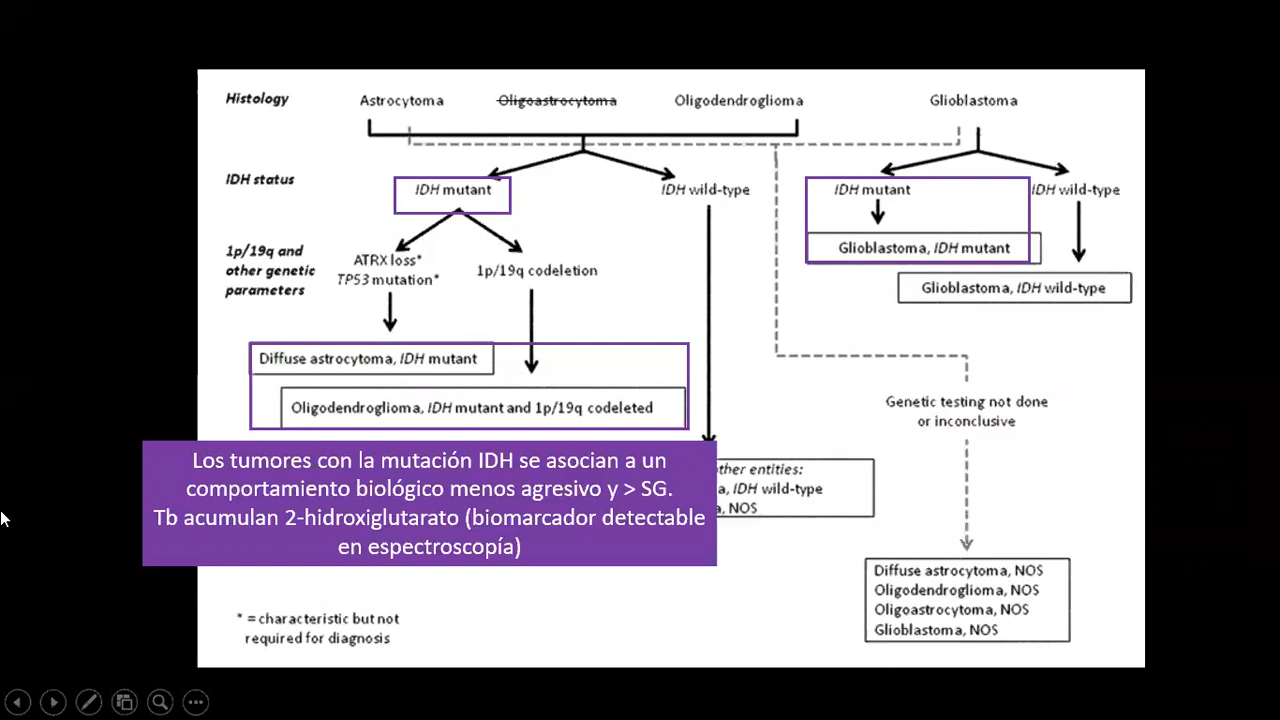 Histology
Astrocytoma
Oligoastrocytoma
Oligodendroglioma
Glioblastoma
IDH status
IDH mutant
IDH wild-type
IDH mutant
IDH wild-type
1p/19q and
other genetic
parameters
ATRX loss*
TP53 mutation*
1p/19q codeletion
Glioblastoma, IDH mutant
Glioblastoma, IDH wild-type
Diffuse astrocytoma, IDH mutant
Oligodendroglioma, IDH mutant and 1p/19q codeleted
Genetic testing not done
or inconclusive
Los tumores con la mutación IDH se asocian a un
comportamiento biológico menos agresivo y > SG.
Tb acumulan 2-hidroxiglutarato (biomarcador detectable
en espectroscopía)
other entities:
a, IDH wild-type
a, NOS
Diffuse astrocytoma, NOS
Oligodendroglioma, NOS
Oligoastrocytoma, NOS
Glioblastoma, NOS
* = characteristic but not
required for diagnosis